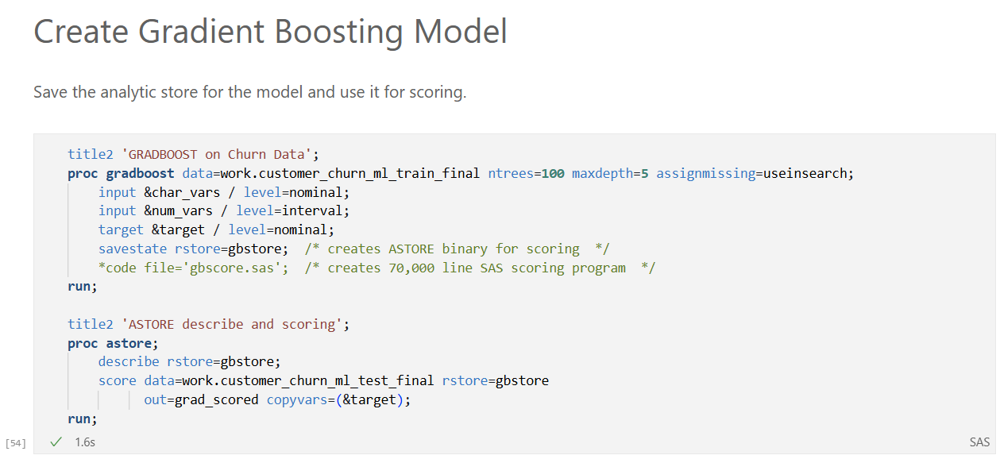 Create Gradient Boosting Model
Save the analytic store for the model and use it for scoring.
title2 'GRADBOOST on Churn Data';
proc gradboost data=work.customer_churn_ml_train_final ntrees=100 maxdepth=5 assignmissing=useinsearch;
input &char_vars / level=nominal;
input &num_vars / level=interval;
target &target / level=nominal;
savestate rstore=gbstore;  /* creates ASTORE binary for scoring  */
*code file='gbscore.sas';  /* creates 70,000 line SAS scoring program  */
run;
title2 'ASTORE describe and scoring';
proc astore;
describe rstore=gbstore;
score data=work.customer_churn_ml_test_final rstore=gbstore
out=grad_scored copyvars=(&target);
run;
[54] 1.6s SAS